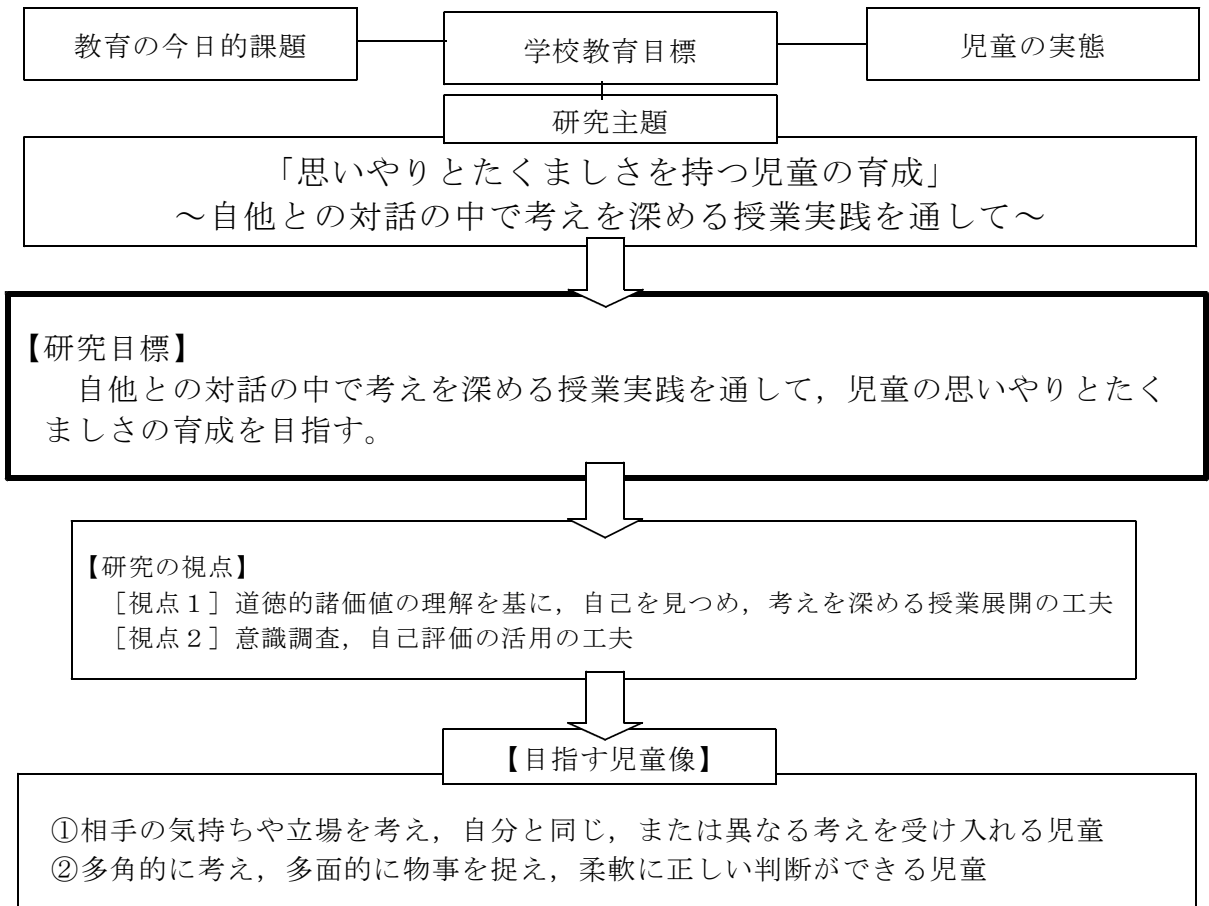 教育の今日的課題
学校教育目標
児童の実態
研究主題
「思いやりとたくましさを持つ児童の育成」
～自他との対話の中で考えを深める授業実践を通して～
【研究目標】
自他との対話の中で考えを深める授業実践を通して，児童の思いやりとたく
ましさの育成を目指す。
【研究の視点】
［視点１］道徳的諸価値の理解を基に，自己を見つめ，考えを深める授業展開の工夫
［視点２］意識調査，自己評価の活用の工夫
【目指す児童像】
①相手の気持ちや立場を考え，自分と同じ，または異なる考えを受け入れる児童
②多角的に考え，多面的に物事を捉え，柔軟に正しい判断ができる児童